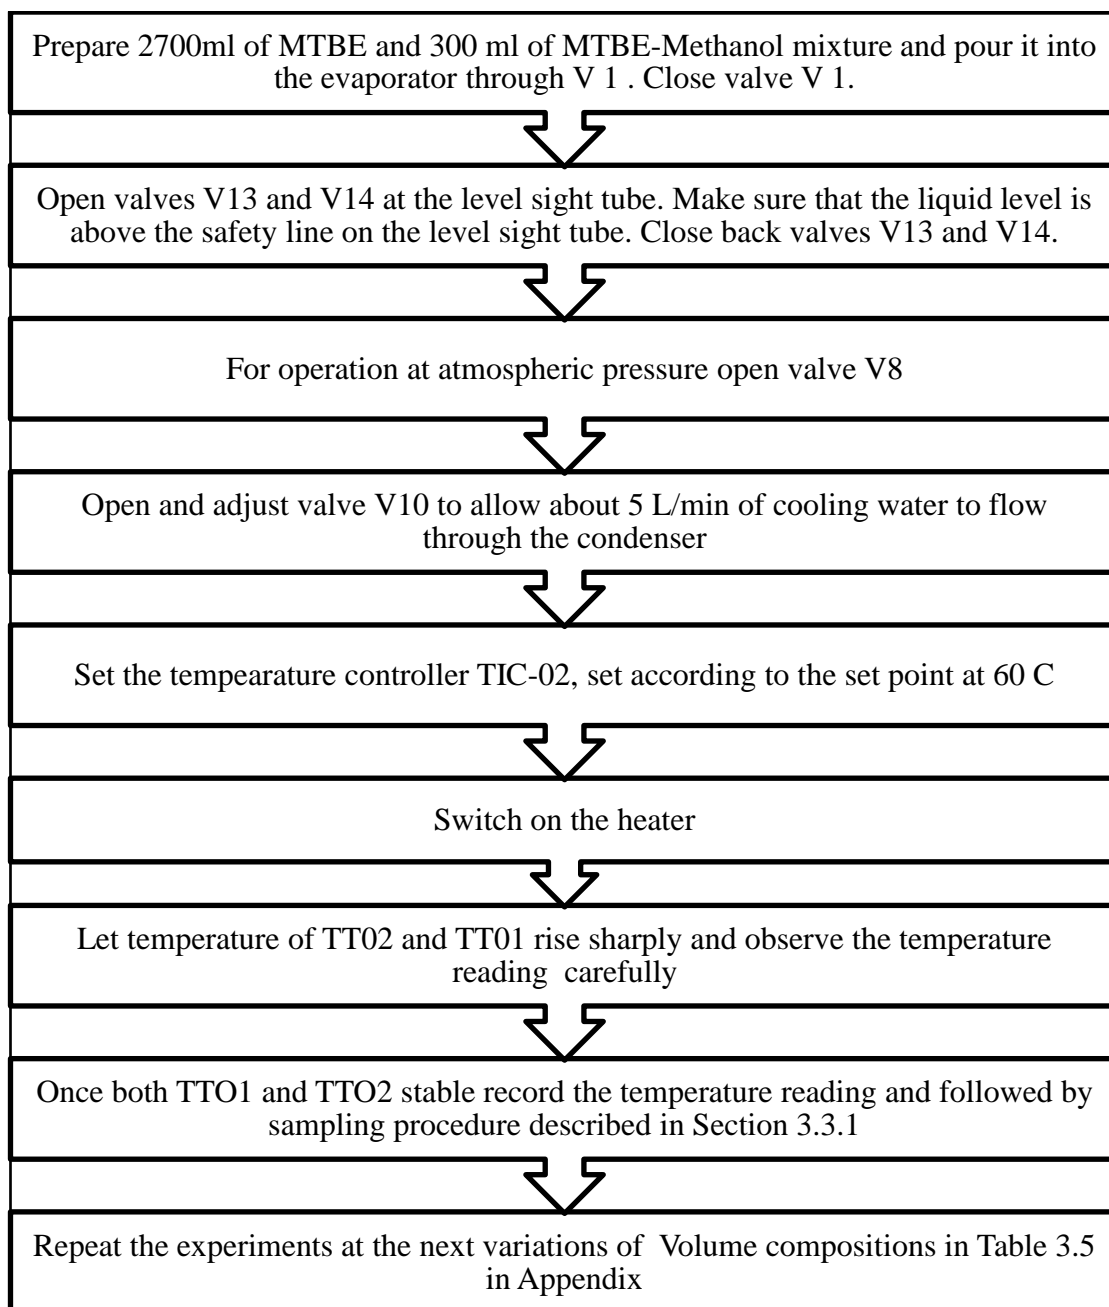 Prepare 2700ml of MTBE and 300 ml of MTBE-Methanol mixture and pour it into
the evaporator through V 1 . Close valve V 1.
Open valves V13 and V14 at the level sight tube. Make sure that the liquid level is
above the safety line on the level sight tube. Close back valves V13 and V14.
For operation at atmospheric pressure open valve V8
Open and adjust valve V10 to allow about 5 L/min of cooling water to flow
through the condenser
Set the tempearature controller TIC-02, set according to the set point at 60 C
Switch on the heater
Let temperature of TT02 and TT01 rise sharply and observe the temperature
reading carefully
Once both TTO1 and TTO2 stable record the temperature reading and followed by
sampling procedure described in Section 3.3.1
Repeat the experiments at the next variations of Volume compositions in Table 3.5
in Appendix